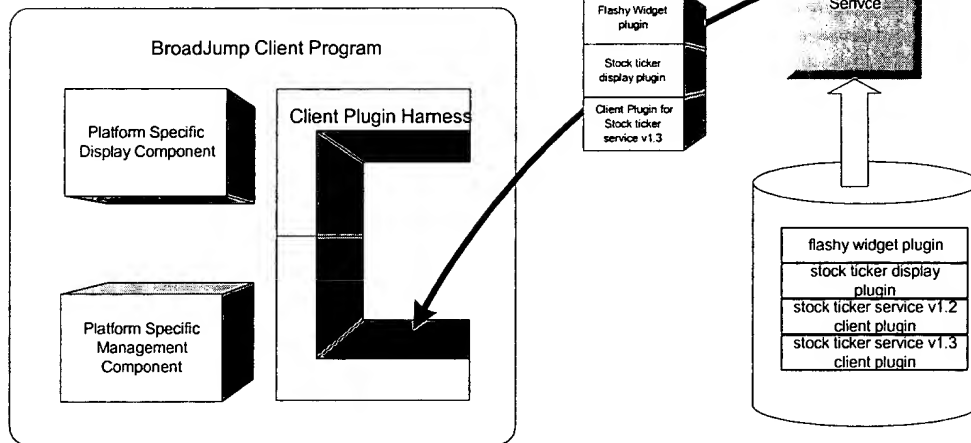 BroadJump Client Program
Platform Specific
Display Component
Client Plugin Harness
Platform Specific
Management
Component
Flashy Widget
plugin
Stock ticker
display plugin
Client Plugin for
Stock ticker
service v1.3
Servce
flashy widget plugin
stock ticker display
plugin
stock ticker service v1.2
client plugin
stock ticker service v1.3
client plugin